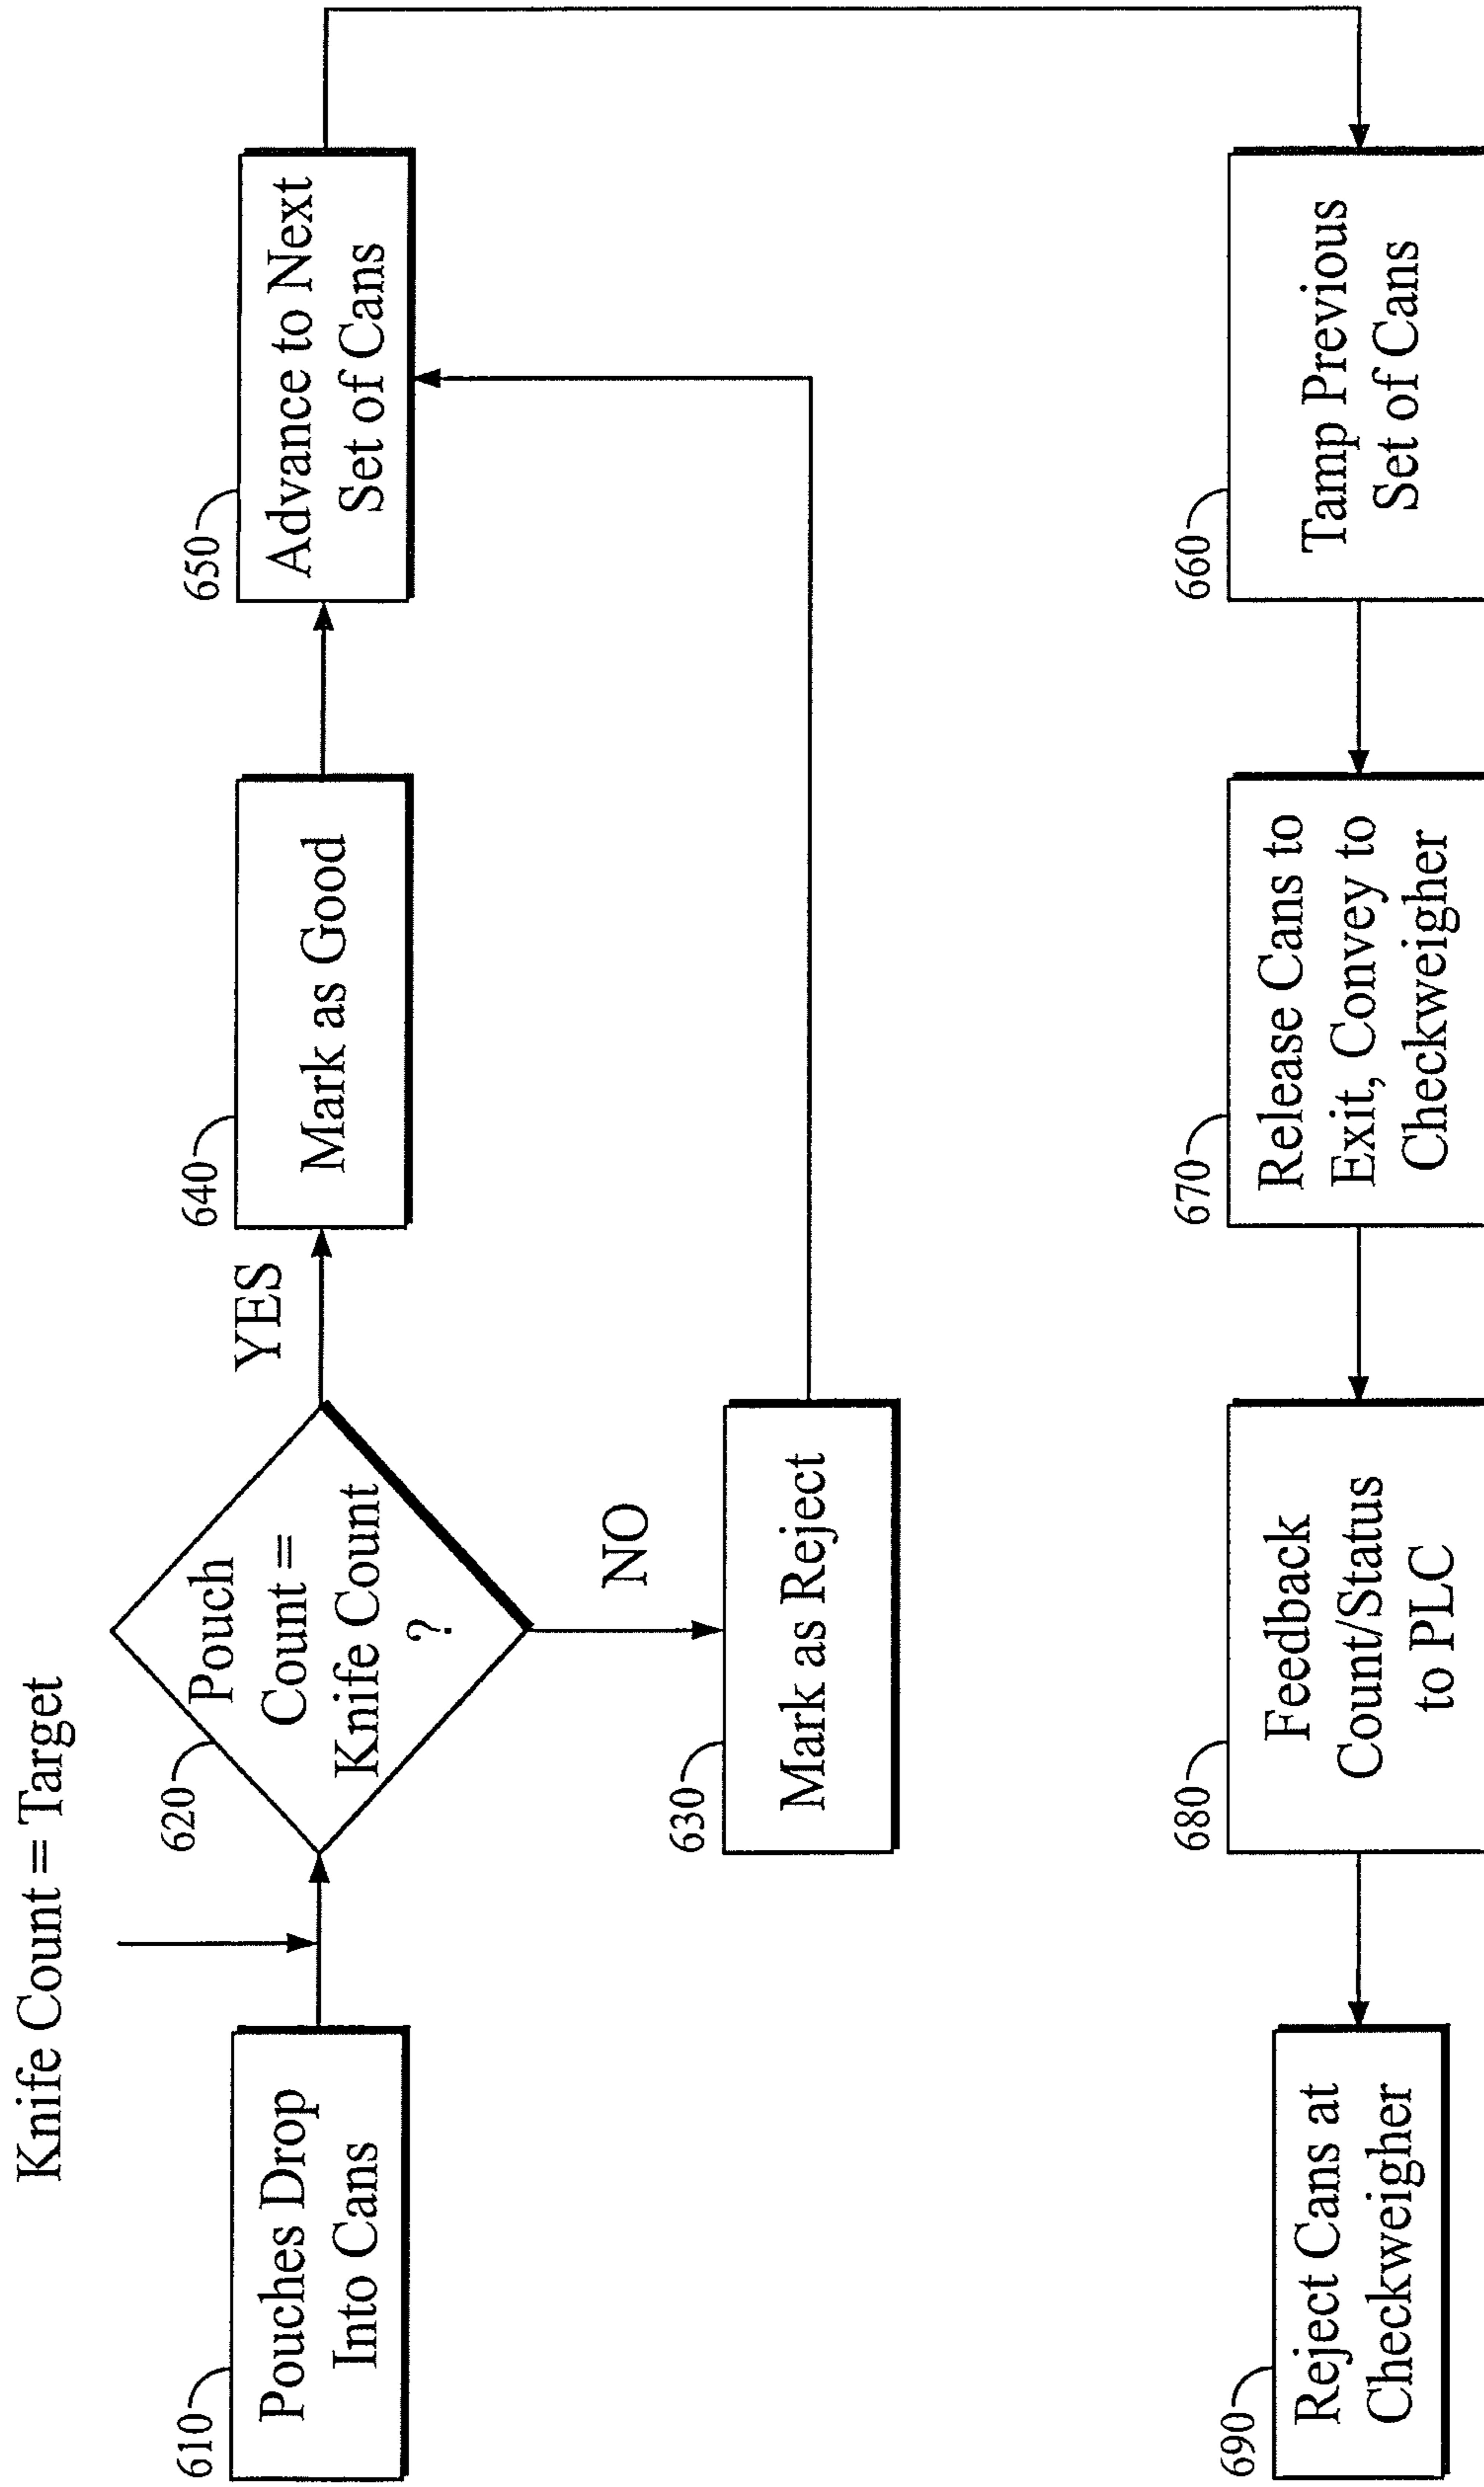 Knife Count = Target
610
Pouches Drop
Into Cans
620
Pouch
Count =
Knife Count
?
YES
NO
630
Mark as Reject
640
Mark as Good
650
Advance to Next
Set of Cans
660
Tamp Previous
Set of Cans
670
Release Cans to
Exit, Convey to
Checkweigher
680
Feedback
Count/Status
to PLC
690
Reject Cans at
Checkweigher